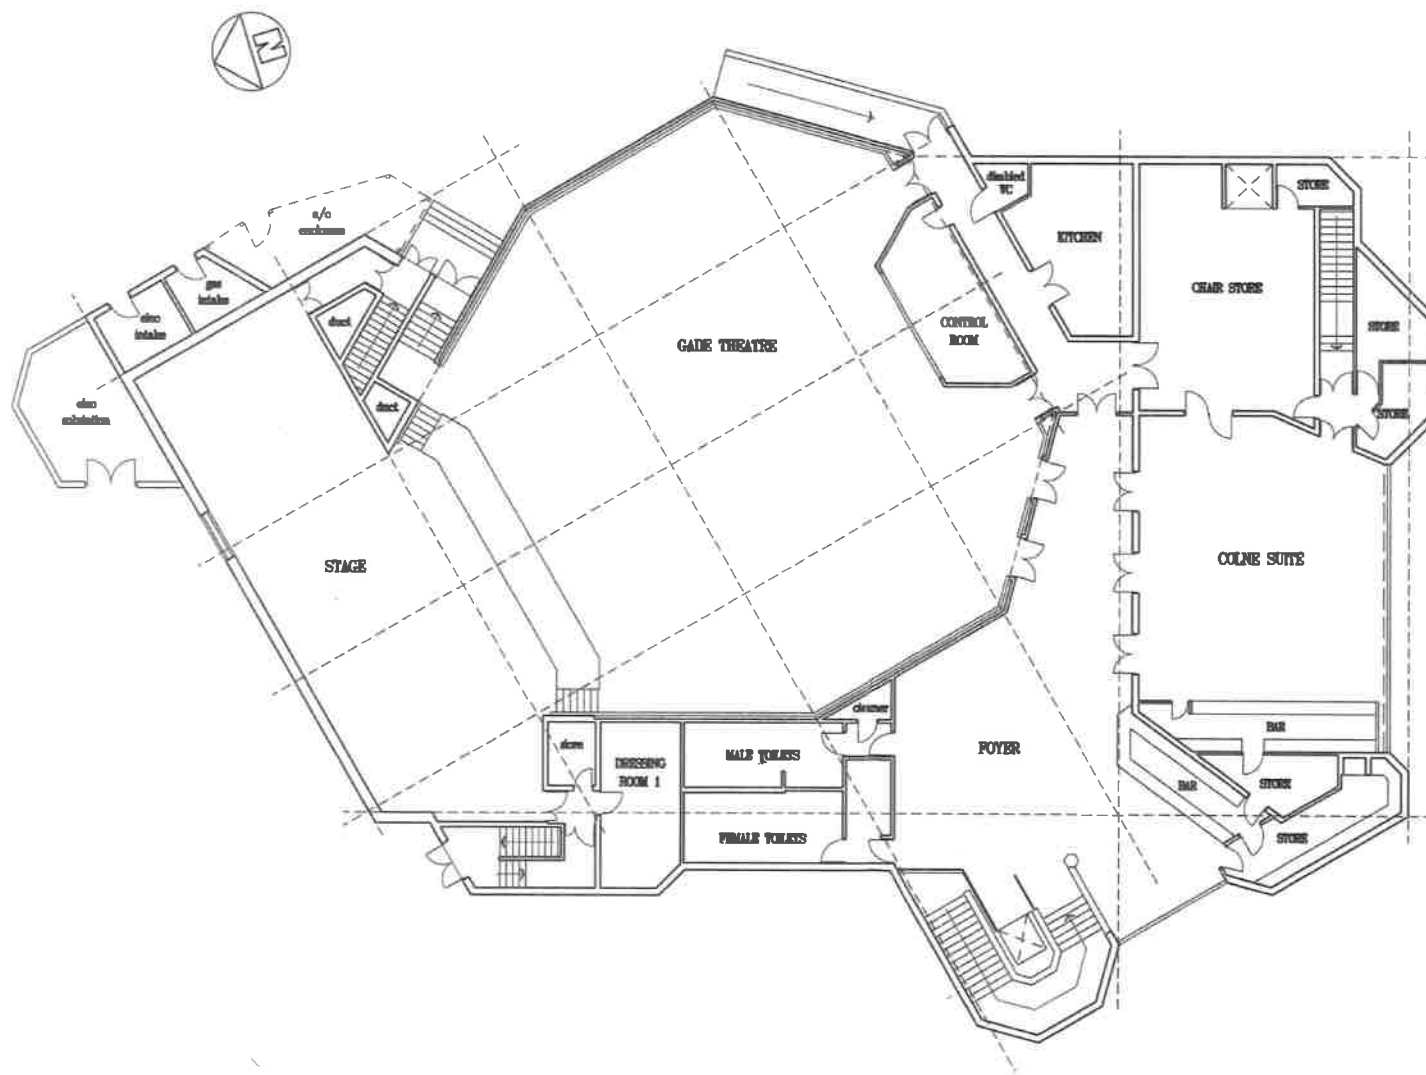 N
disabled
WC
STORE
a/c
enclosure
KITCHEN
gas
intake
CHAIR STORE
elec
intake
duct
CONTROL
ROOM
STORE
GADE THEATRE
duct
elec
substation
STORE
STAGE
COLNE SUITE
cleaner
BAR
store
FOYER
MALE TOILETS
DRESSING
ROOM 1
BAR
STORE
FEMALE TOILETS
STORE